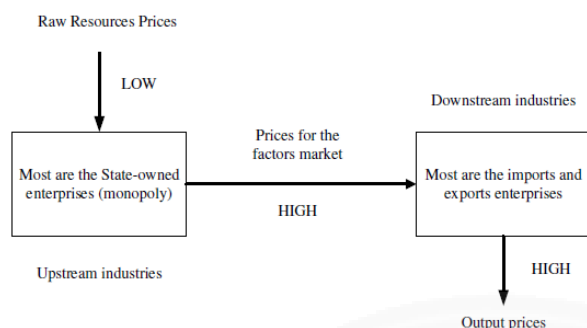 Raw Resources Prices
LOW
Downstream industries
Prices for the
factors market
Most are the State-owned
enterprises (monopoly)
Most are the imports and
exports enterprises
HIGH
Upstream industries
HIGH
Output prices